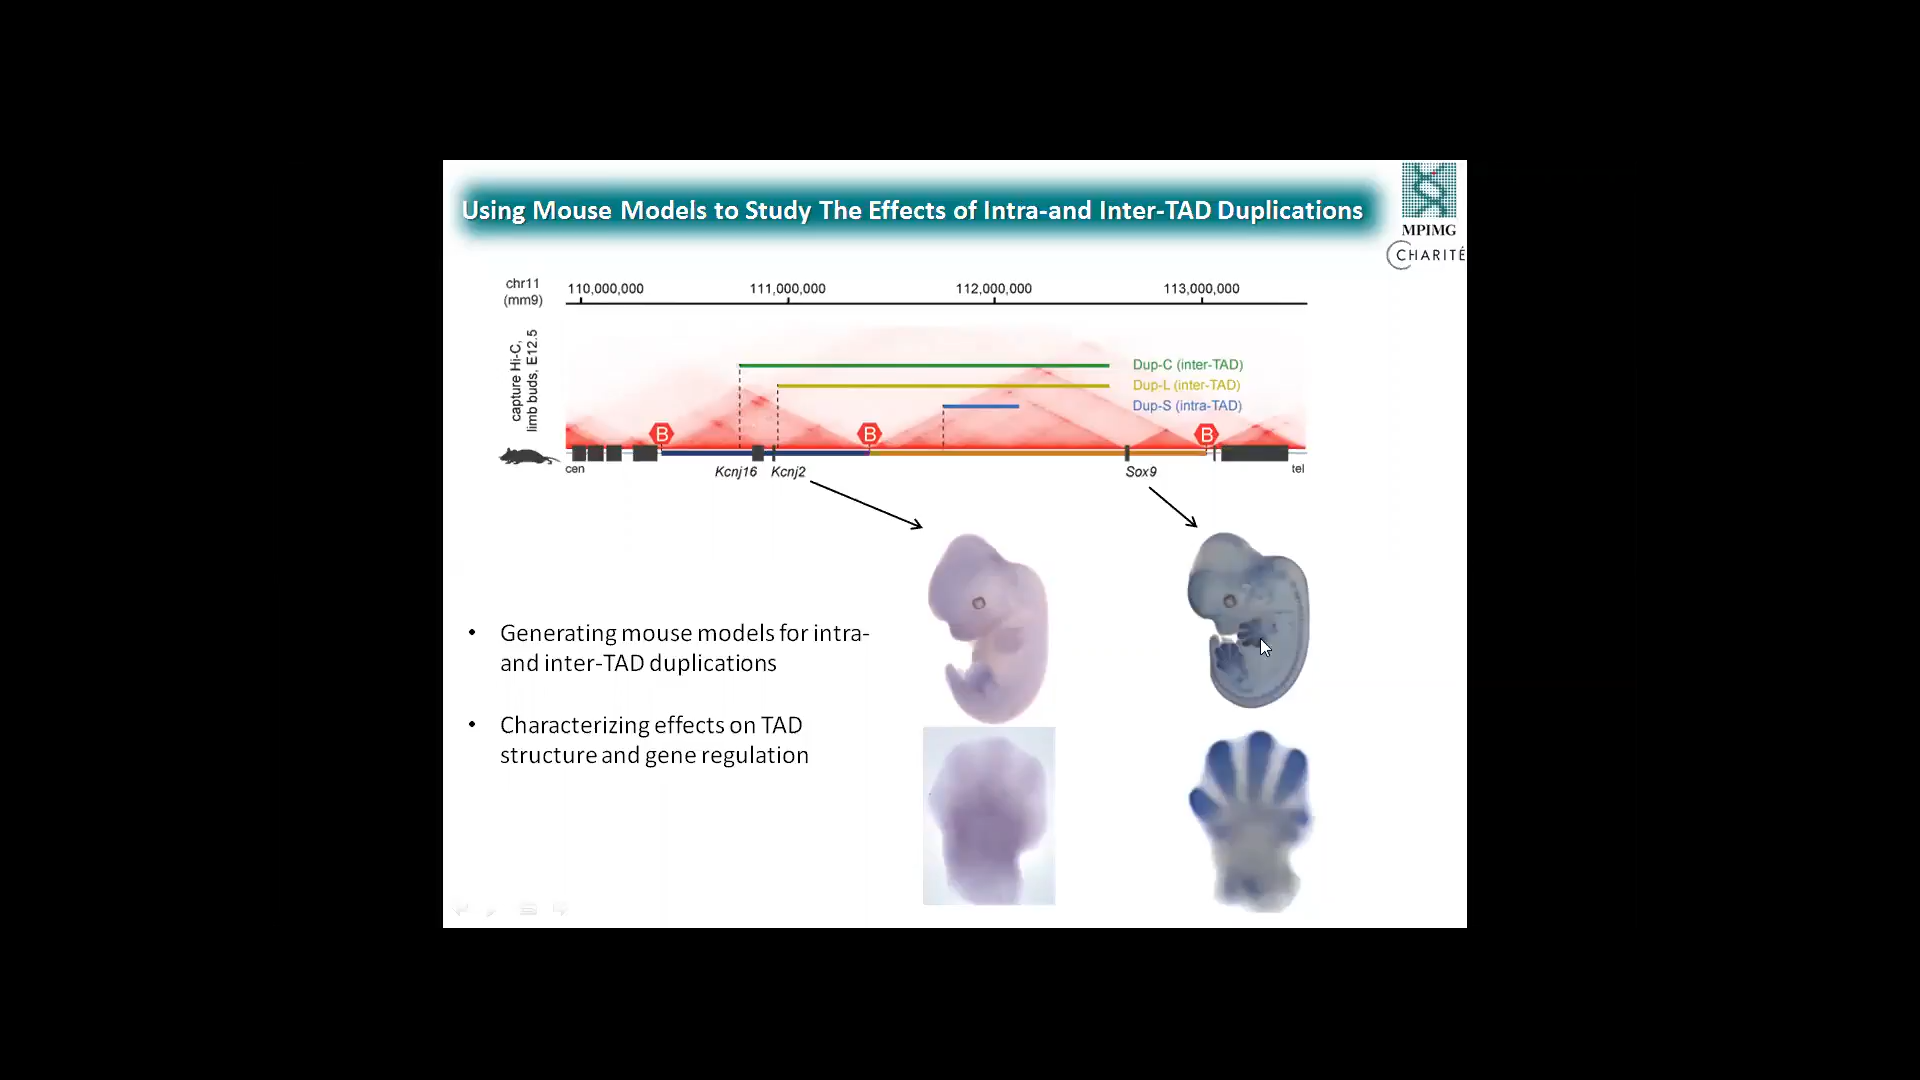 Using Mouse Models to Study The Effects of Intra-and Inter-TAD Duplications
MPIMG
CHARITÉ
chr11
(mm9)
110,000,000
111,000,000
112,000,000
113,000,000
capture Hi-C,
limb buds, E12.5
Dup-C (inter-TAD)
Dup-L (inter-TAD)
Dup-S (intra-TAD)
B
B
B
cen
Kcnj16
Kcnj2
Sox9
tel
• Generating mouse models for intra-
and inter-TAD duplications
• Characterizing effects on TAD
structure and gene regulation